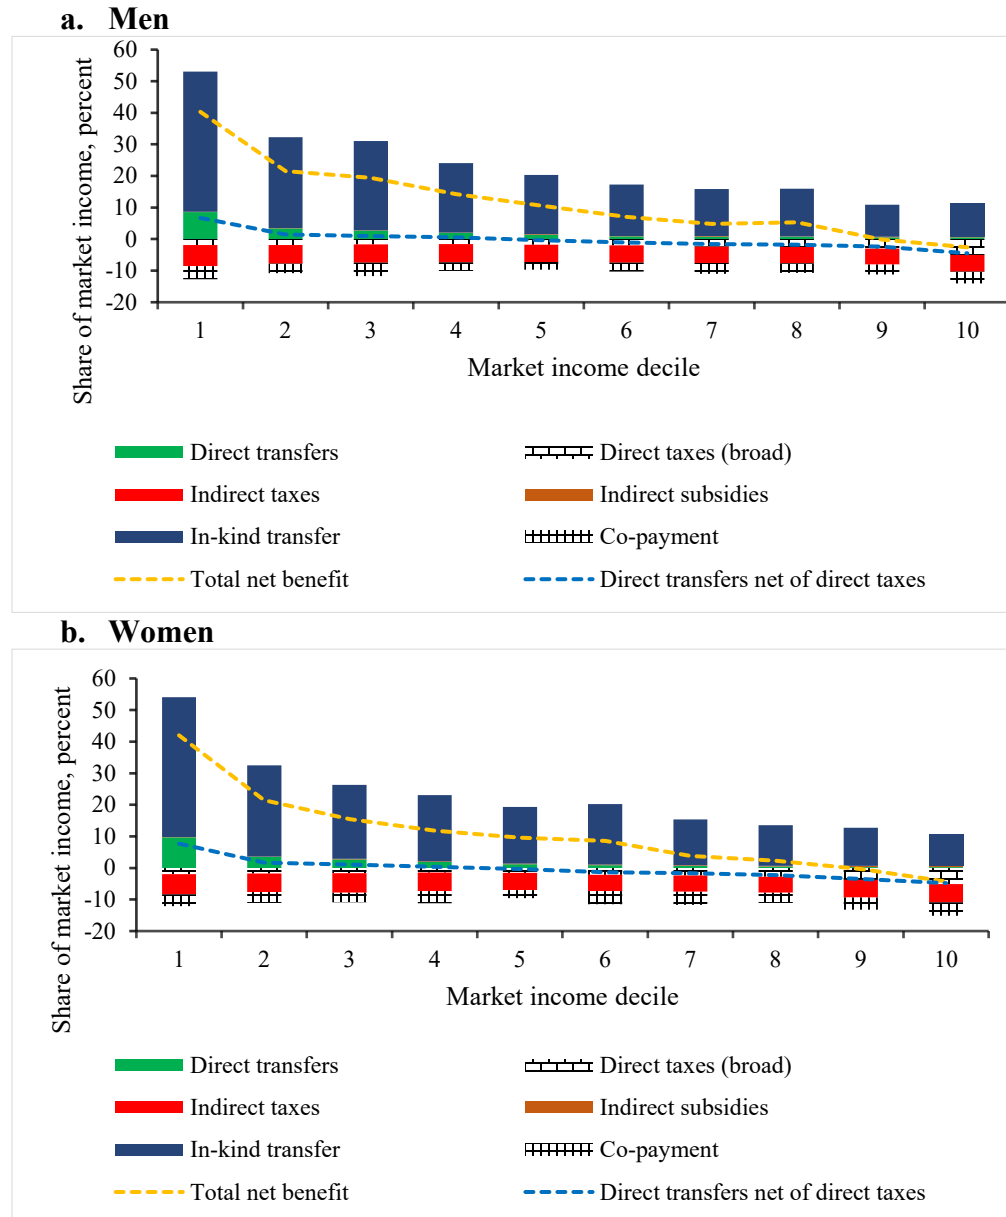 a. Men
Share of market income, percent
60
50
40
30
20
10
0
-10
-20
1 2 3 4 5 6 7 8 9 10
Market income decile
Direct transfers Direct taxes (broad)
Indirect taxes Indirect subsidies
In-kind transfer Co-payment
Total net benefit Direct transfers net of direct taxes
b. Women
Share of market income, percent
60
50
40
30
20
10
0
-10
-20
1 2 3 4 5 6 7 8 9 10
Market income decile
Direct transfers Direct taxes (broad)
Indirect taxes Indirect subsidies
In-kind transfer Co-payment
Total net benefit Direct transfers net of direct taxes